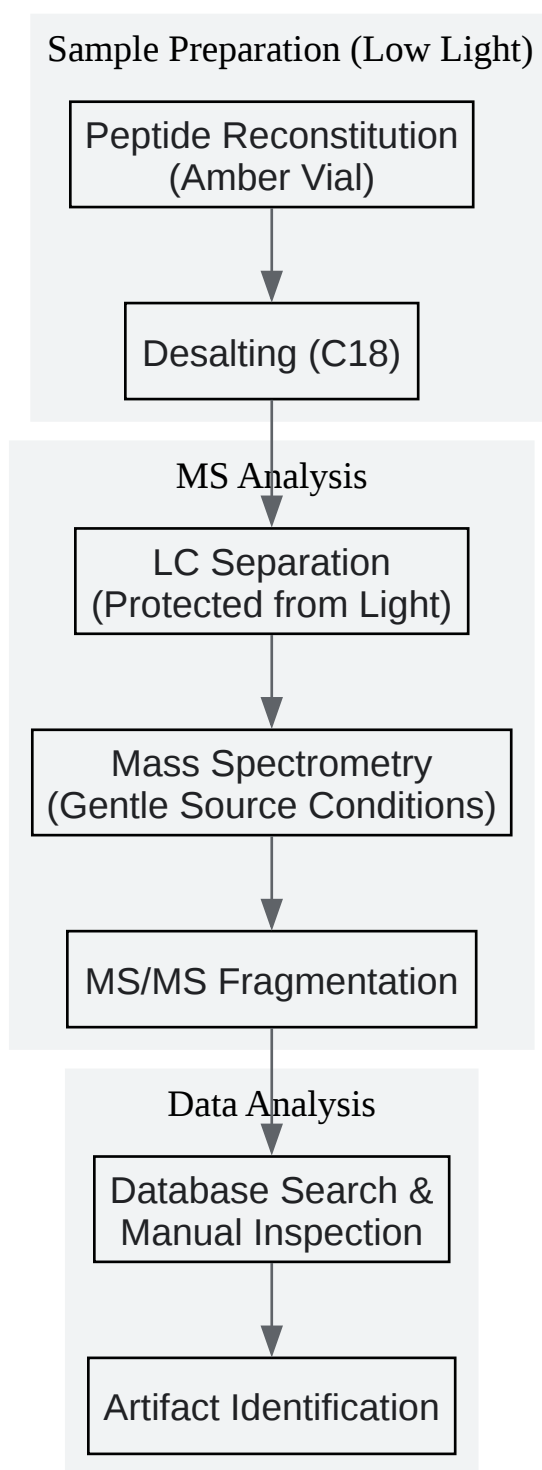 Sample Preparation (Low Light)
Peptide Reconstitution
(Amber Vial)
Desalting (C18)
MS Analysis
LC Separation
(Protected from Light)
Mass Spectrometry
(Gentle Source Conditions)
MS/MS Fragmentation
Data Analysis
Database Search &
Manual Inspection
Artifact Identification